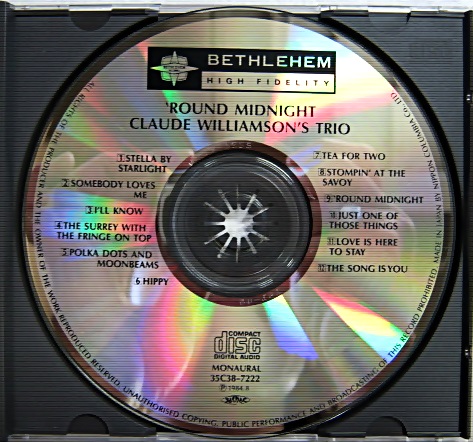 BETHLEHEM
HIGH FIDELITY
'ROUND MIDNIGHT
CLAUDE WILLIAMSON'S TRIO
1 STELLA BY
STARLIGHT
2 SOMEBODY LOVES
ME
3 I'LL KNOW
4 THE SURREY WITH
THE FRINGE ON TOP
5 POLKA DOTS AND
MOONBEAMS
6 HIPPY
7 TEA FOR TWO
8 STOMPIN' AT THE
SAVOY
9 'ROUND MIDNIGHT
10 JUST ONE OF
THOSE THINGS
11 LOVE IS HERE
TO STAY
12 THE SONG IS YOU
COMPACT
disc
DIGITAL AUDIO
MONAURAL
35C38-7222
Ⓟ 1984.8
ALL RIGHTS OF THE PRODUCER AND THE OWNER OF THE WORK REPRODUCED RESERVED. UNAUTHORISED COPYING, PUBLIC PERFORMANCE AND BROADCASTING OF THIS RECORD PROHIBITED. MADE IN JAPAN BY NIPPON COLUMBIA CO., LTD.